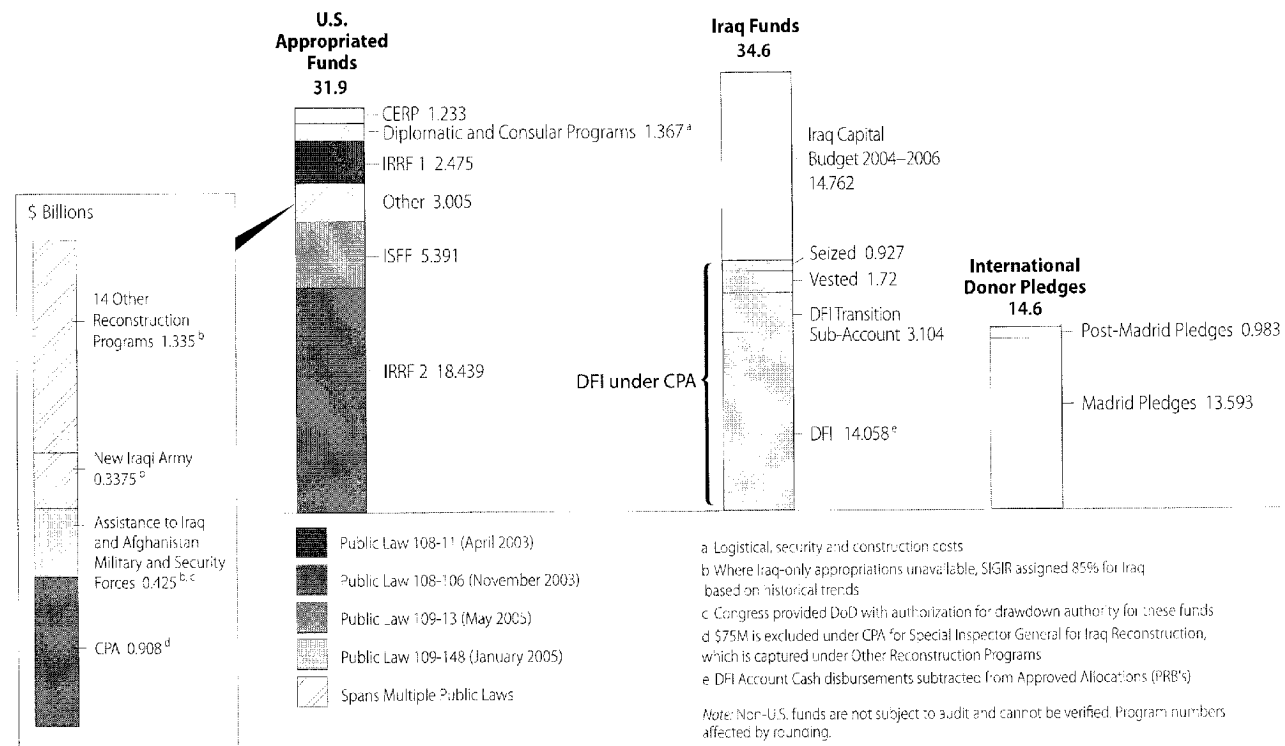 U.S.
Appropriated
Funds
31.9
CERP 1.233
Diplomatic and Consular Programs 1.367 a
IRRF 1 2.475
Other 3.005
ISFF 5.391
IRRF 2 18.439
$ Billions
14 Other
Reconstruction
Programs 1.335 b
New Iraqi Army
0.3375 b
Assistance to Iraq
and Afghanistan
Military and Security
Forces 0.425 b, c
CPA 0.908 d
Iraq Funds
34.6
Iraq Capital
Budget 2004–2006
14.762
Seized 0.927
Vested 1.72
DFI Transition
Sub-Account 3.104
DFI under CPA
DFI 14.058 e
International
Donor Pledges
14.6
Post-Madrid Pledges 0.983
Madrid Pledges 13.593
Public Law 108-11 (April 2003)
Public Law 108-106 (November 2003)
Public Law 109-13 (May 2005)
Public Law 109-148 (January 2005)
Spans Multiple Public Laws
a Logistical, security and construction costs
b Where Iraq-only appropriations unavailable, SIGIR assigned 85% for Iraq
based on historical trends
c Congress provided DoD with authorization for drawdown authority for these funds
d $75M is excluded under CPA for Special Inspector General for Iraq Reconstruction,
which is captured under Other Reconstruction Programs
e DFI Account Cash disbursements subtracted from Approved Allocations (PRB's)
Note: Non-U.S. funds are not subject to audit and cannot be verified. Program numbers
affected by rounding.